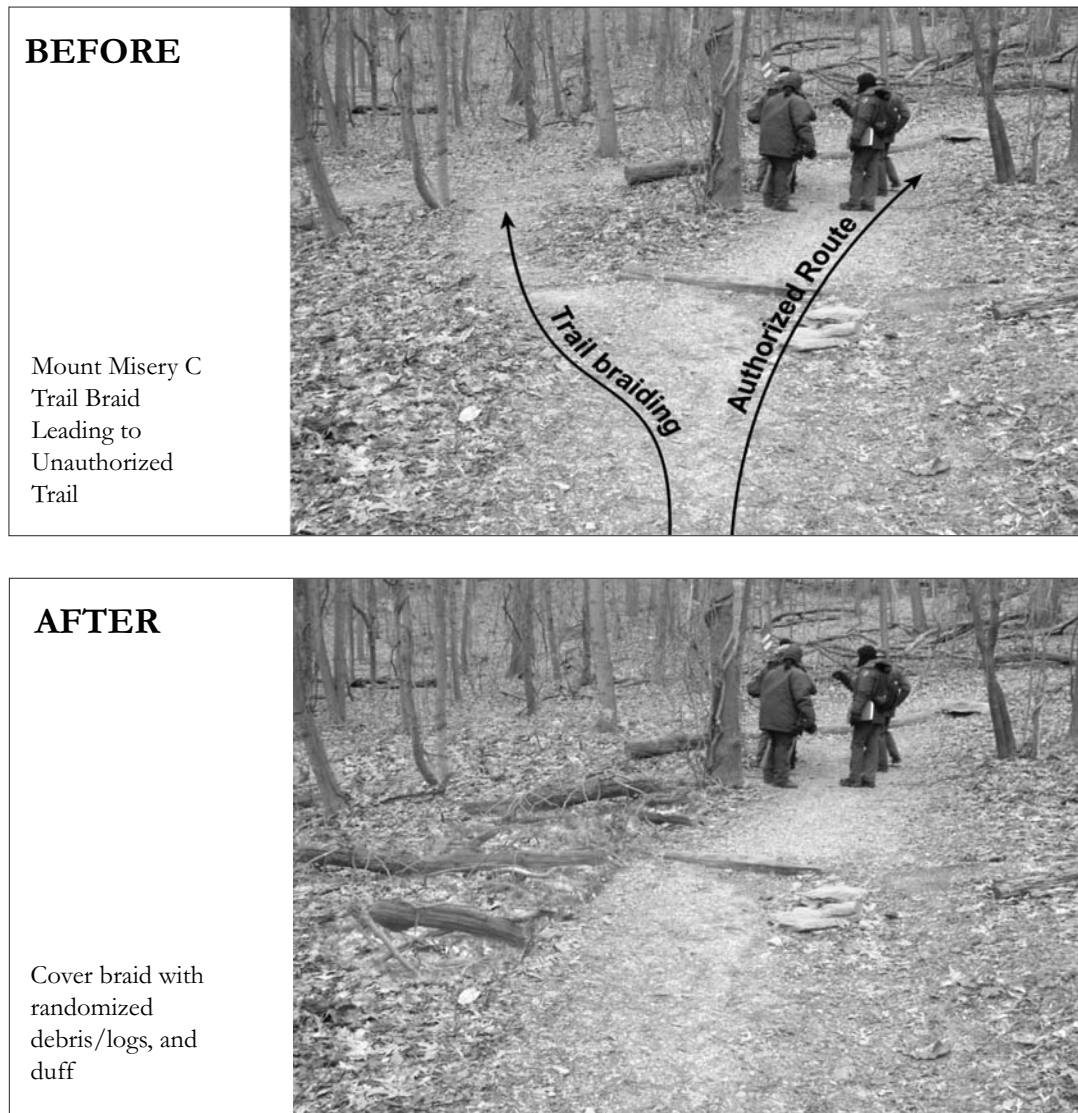 BEFORE
Mount Misery C
Trail Braid
Leading to
Unauthorized
Trail
Trail braiding
Authorized Route
AFTER
Cover braid with
randomized
debris/logs, and
duff